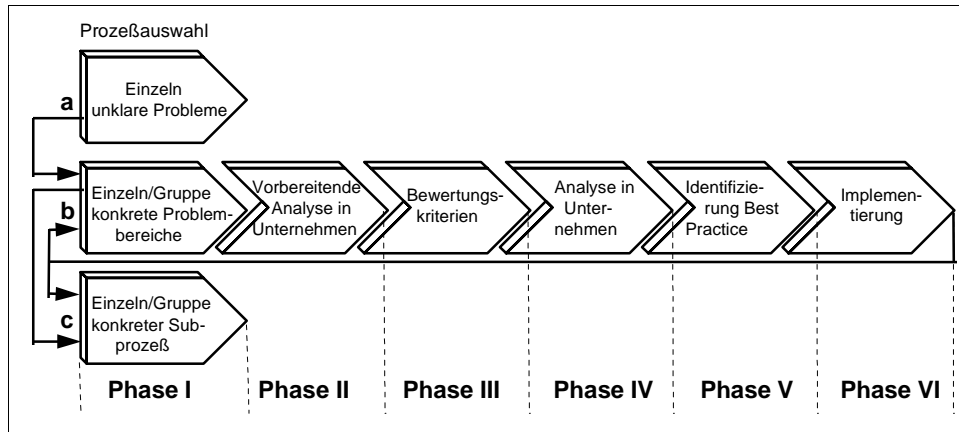 Prozeßauswahl
a
Einzeln
unklare Probleme
b
Einzeln/Gruppe
konkrete Problem-
bereiche
Vorbereitende
Analyse in
Unternehmen
Bewertungs-
kriterien
Analyse in
Unter-
nehmen
Identifizie-
rung Best
Practice
Implemen-
tierung
c
Einzeln/Gruppe
konkreter Sub-
prozeß
Phase I
Phase II
Phase III
Phase IV
Phase V
Phase VI